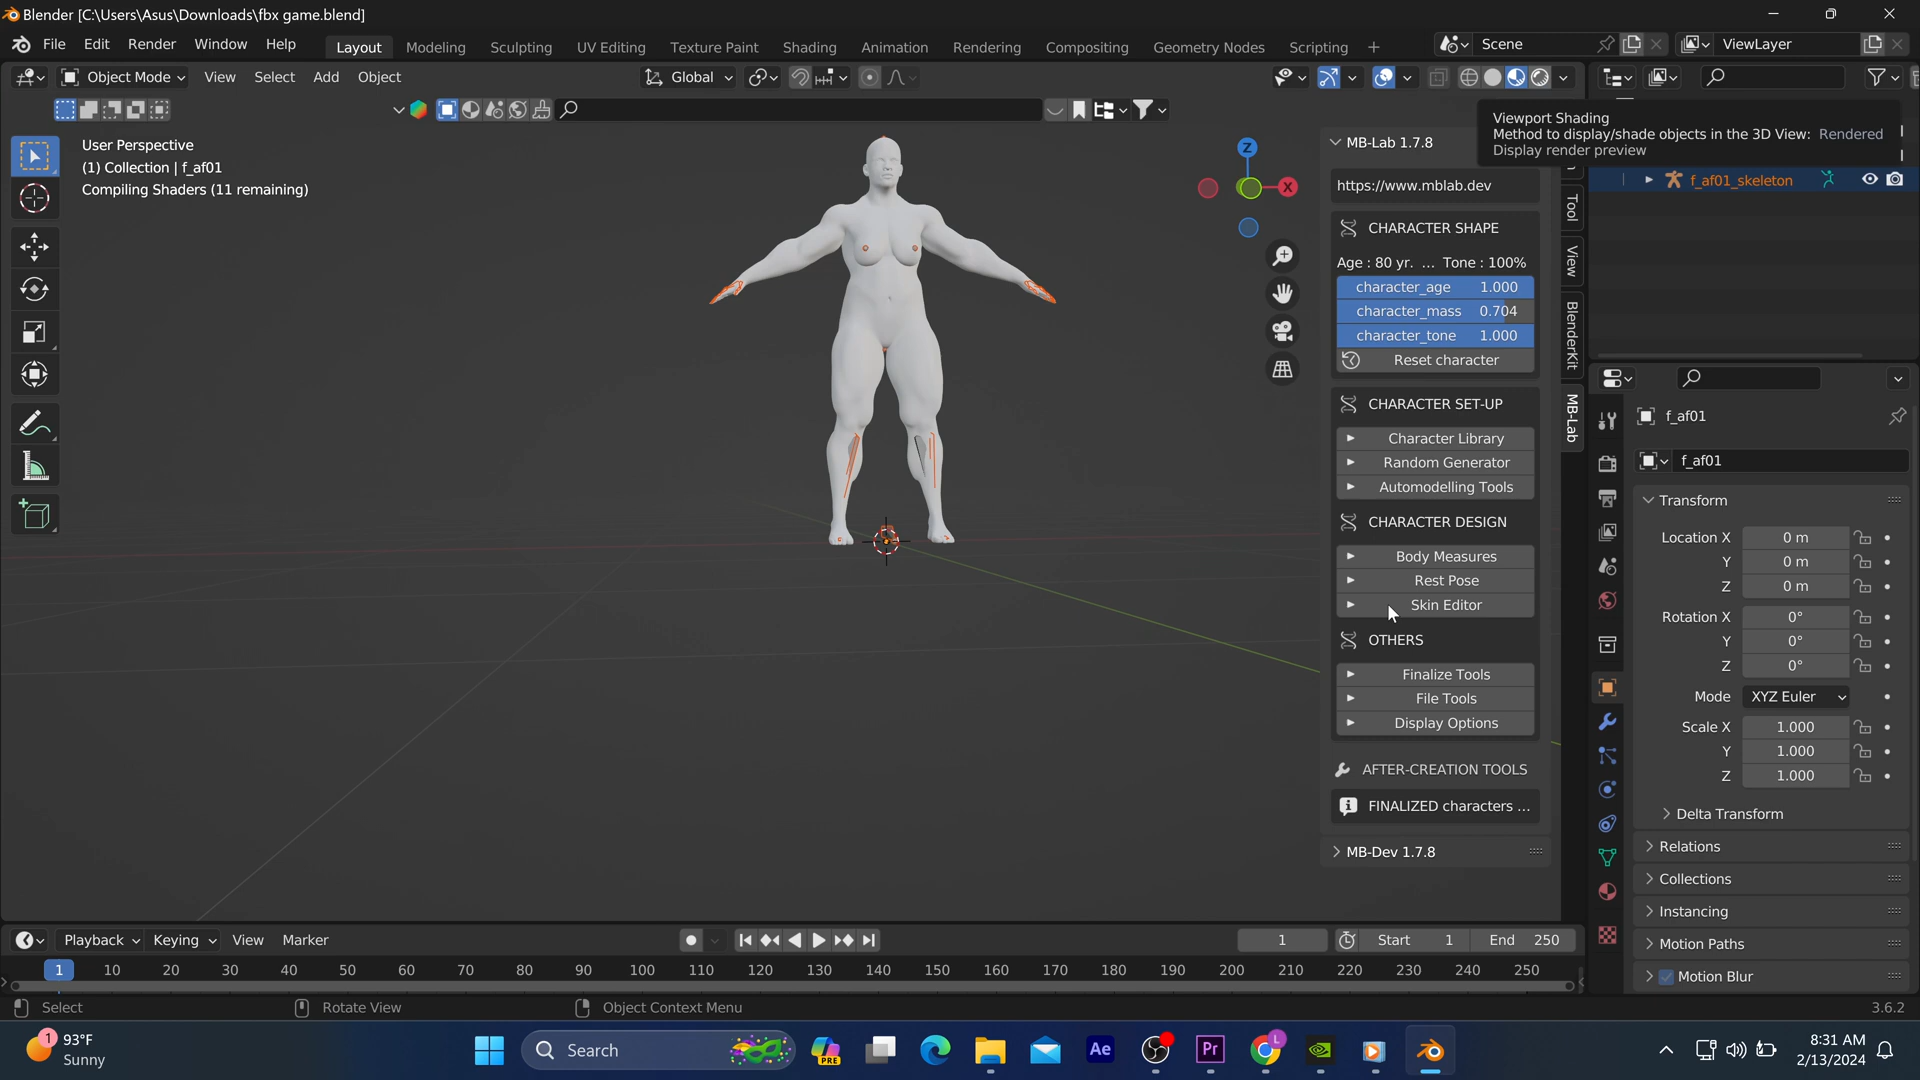 Blender [C:\Users\Asus\Downloads\fbx game.blend]
File Edit Render Window Help Layout Modeling Sculpting UV Editing Texture Paint Shading Animation Rendering Compositing Geometry Nodes Scripting + Scene ViewLayer
Object Mode View Select Add Object Global
User Perspective
(1) Collection | f_af01
Compiling Shaders (11 remaining)
Z
X
MB-Lab 1.7.8
https://www.mblab.dev
CHARACTER SHAPE
Age : 80 yr. ... Tone : 100%
character_age 1.000
character_mass 0.704
character_tone 1.000
Reset character
CHARACTER SET-UP
Character Library
Random Generator
Automodelling Tools
CHARACTER DESIGN
Body Measures
Rest Pose
Skin Editor
OTHERS
Finalize Tools
File Tools
Display Options
AFTER-CREATION TOOLS
FINALIZED characters ...
MB-Dev 1.7.8
Tool
View
BlenderKit
MB-Lab
Viewport Shading
Method to display/shade objects in the 3D View: Rendered
Display render preview
f_af01_skeleton
f_af01
f_af01
Transform
Location X 0 m
Y 0 m
Z 0 m
Rotation X 0°
Y 0°
Z 0°
Mode XYZ Euler
Scale X 1.000
Y 1.000
Z 1.000
Delta Transform
Relations
Collections
Instancing
Motion Paths
Motion Blur
Playback Keying View Marker 1 Start 1 End 250
1 10 20 30 40 50 60 70 80 90 100 110 120 130 140 150 160 170 180 190 200 210 220 230 240 250
Select Rotate View Object Context Menu 3.6.2
1 93°F
Sunny
Search
PRE
Ae
Pr
L
8:31 AM
2/13/2024